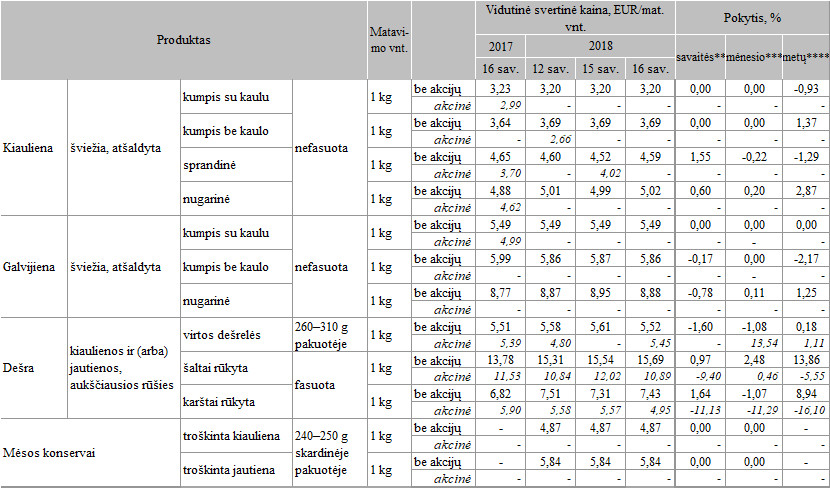 Produktas Matavi-mo vnt. Vidutinė svertinė kaina, EUR/mat. vnt. Pokytis, %
2017 2018 savaitės** mėnesio*** metų****
16 sav. 12 sav. 15 sav. 16 sav.
Kiauliena šviežia, atšaldyta kumpis su kaulu nefasuota 1 kg be akcijų 3,23 3,20 3,20 3,20 0,00 0,00 -0,93
akcinė 2,99 - - - - - -
kumpis be kaulo 1 kg be akcijų 3,64 3,69 3,69 3,69 0,00 0,00 1,37
akcinė - 2,66 - - - - -
sprandinė 1 kg be akcijų 4,65 4,60 4,52 4,59 1,55 -0,22 -1,29
akcinė 3,70 - 4,02 - - - -
nugarinė 1 kg be akcijų 4,88 5,01 4,99 5,02 0,60 0,20 2,87
akcinė 4,62 - - - - - -
Galvijiena šviežia, atšaldyta kumpis su kaulu nefasuota 1 kg be akcijų 5,49 5,49 5,49 5,49 0,00 0,00 0,00
akcinė 4,99 - - - - - -
kumpis be kaulo 1 kg be akcijų 5,99 5,86 5,87 5,86 -0,17 0,00 -2,17
akcinė - - - - - - -
nugarinė 1 kg be akcijų 8,77 8,87 8,95 8,88 -0,78 0,11 1,25
akcinė - - - - - - -
Dešra kiaulienos ir (arba) jautienos, aukščiausios rūšies virtos dešrelės 260–310 g pakuotėje 1 kg be akcijų 5,51 5,58 5,61 5,52 -1,60 -1,08 0,18
akcinė 5,39 4,80 - 5,45 - 13,54 1,11
šaltai rūkyta fasuota 1 kg be akcijų 13,78 15,31 15,54 15,69 0,97 2,48 13,86
akcinė 11,53 10,84 12,02 10,89 -9,40 0,46 -5,55
karštai rūkyta 1 kg be akcijų 6,82 7,51 7,31 7,43 1,64 -1,07 8,94
akcinė 5,90 5,58 5,57 4,95 -11,13 -11,29 -16,10
Mėsos konservai troškinta kiauliena 240–250 g skardinėje pakuotėje 1 kg be akcijų - 4,87 4,87 4,87 0,00 0,00 -
akcinė - - - - - - -
troškinta jautiena 1 kg be akcijų - 5,84 5,84 5,84 0,00 0,00 -
akcinė - - - - - - -